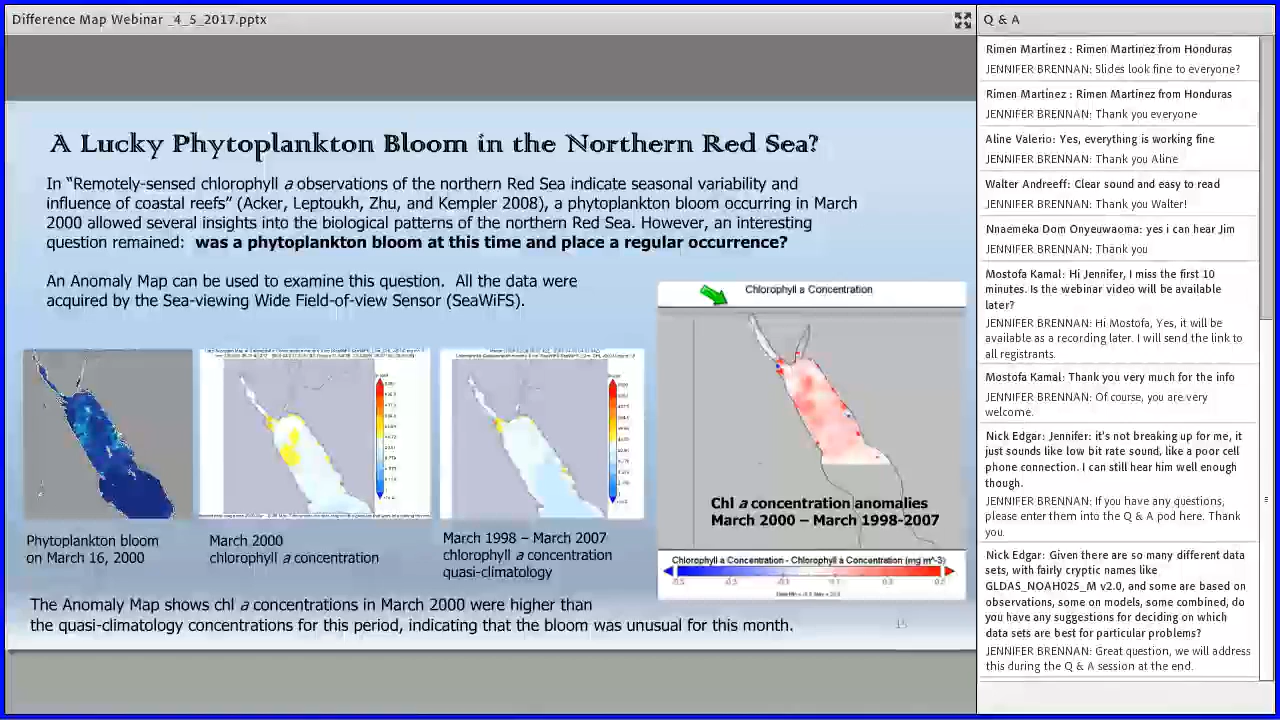 Difference Map Webinar _4_5_2017.pptx
A Lucky Phytoplankton Bloom in the Northern Red Sea?
In “Remotely-sensed chlorophyll a observations of the northern Red Sea indicate seasonal variability and
influence of coastal reefs” (Acker, Leptoukh, Zhu, and Kempler 2008), a phytoplankton bloom occurring in March
2000 allowed several insights into the biological patterns of the northern Red Sea. However, an interesting
question remained: was a phytoplankton bloom at this time and place a regular occurrence?
An Anomaly Map can be used to examine this question. All the data were
acquired by the Sea-viewing Wide Field-of-view Sensor (SeaWiFS).
Phytoplankton bloom
on March 16, 2000
March 2000
chlorophyll a concentration
March 1998 – March 2007
chlorophyll a concentration
quasi-climatology
Chlorophyll a Concentration
Chl a concentration anomalies
March 2000 – March 1998-2007
Chlorophyll a Concentration - Chlorophyll a Concentration (mg m^-3)
The Anomaly Map shows chl a concentrations in March 2000 were higher than
the quasi-climatology concentrations for this period, indicating that the bloom was unusual for this month.
Q & A
Rimen Martinez : Rimen Martinez from Honduras
JENNIFER BRENNAN: Slides look fine to everyone?
Rimen Martinez : Rimen Martinez from Honduras
JENNIFER BRENNAN: Thank you everyone
Aline Valerio: Yes, everything is working fine
JENNIFER BRENNAN: Thank you Aline
Walter Andreeff: Clear sound and easy to read
JENNIFER BRENNAN: Thank you Walter!
Nnaemeka Dom Onyeuwaoma: yes i can hear Jim
JENNIFER BRENNAN: Thank you
Mostofa Kamal: Hi Jennifer, I miss the first 10
minutes. Is the webinar video will be available
later?
JENNIFER BRENNAN: Hi Mostofa, Yes, it will be
available as a recording later. I will send the link to
all registrants.
Mostofa Kamal: Thank you very much for the info
JENNIFER BRENNAN: Of course, you are very
welcome.
Nick Edgar: Jennifer: it's not breaking up for me, it
just sounds like low bit rate sound, like a poor cell
phone connection. I can still hear him well enough
though.
JENNIFER BRENNAN: If you have any questions,
please enter them into the Q & A pod here. Thank
you.
Nick Edgar: Given there are so many different data
sets, with fairly cryptic names like
GLDAS_NOAH025_M v2.0, and some are based on
observations, some on models, some combined, do
you have any suggestions for deciding on which
data sets are best for particular problems?
JENNIFER BRENNAN: Great question, we will address
this during the Q & A session at the end.